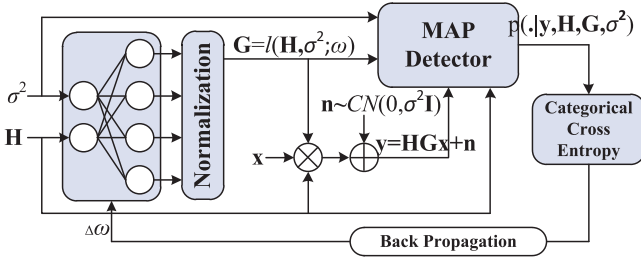 MAP Detector
p(.|y,H,G,σ²)
G=l(H,σ²;ω)
σ²
H
Normalization
n~CN(0,σ²I)
x
y=HGx+n
Categorical
Cross
Entropy
Δω
Back Propagation